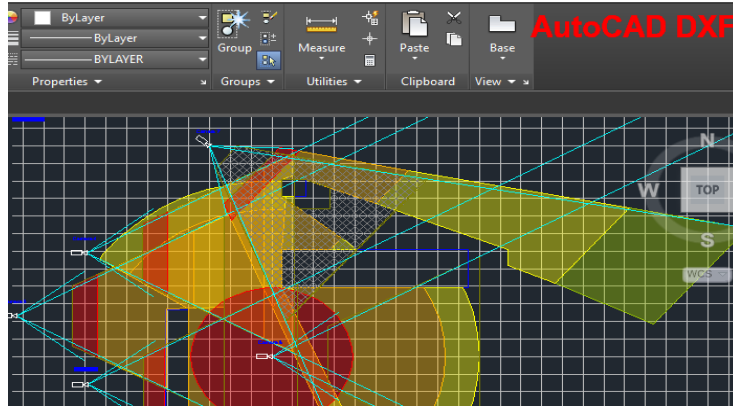 ByLayer
ByLayer
BYLAYER
Properties
Group
Groups
Measure
Utilities
Paste
Clipboard
Base
View
AutoCAD DXF
N
W
TOP
S
WCS